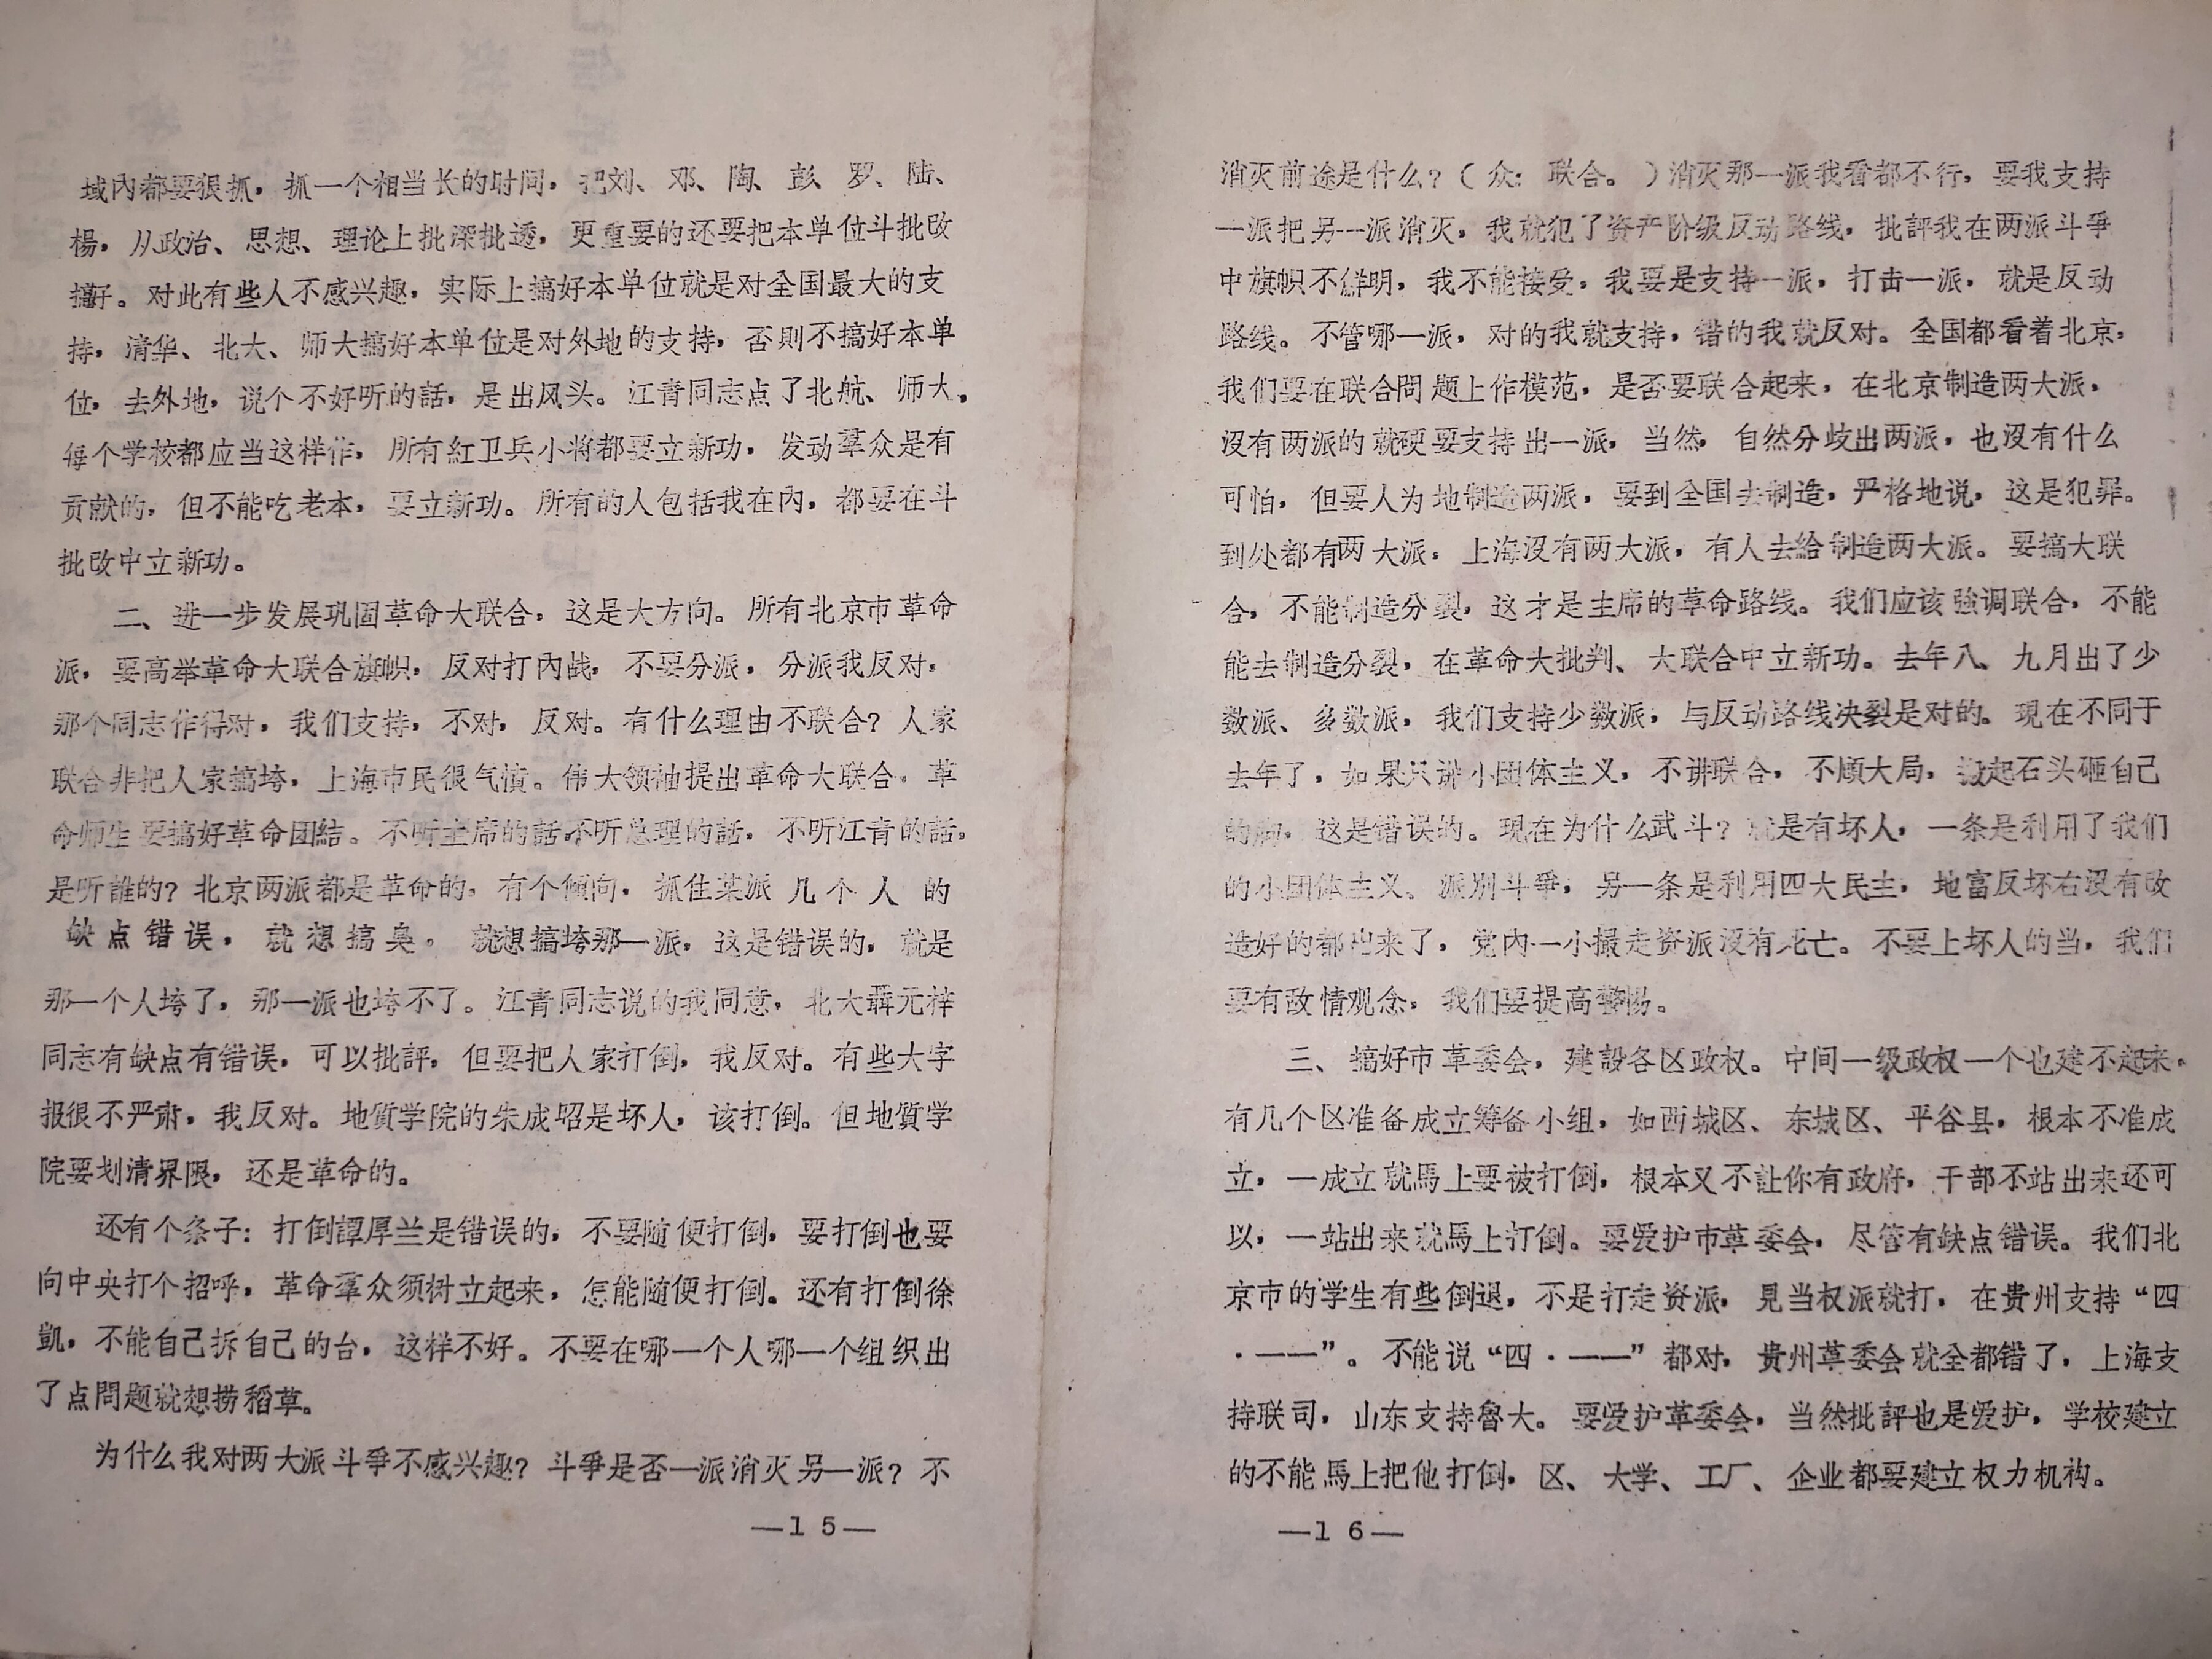 域內都要狠抓，抓一个相当长的时间，把刘、邓、陶、彭、罗、陆、
楊，从政治、思想、理论上批深批透，更重要的还要把本单位斗批改
搞好。对此有些人不感兴趣，实际上搞好本单位就是对全国最大的支
持，清华、北大、师大搞好本单位是对外地的支持，否則不搞好本单
位，去外地，说个不好听的話，是出风头。江青同志点了北航、师大，
每个学校都应当这样作，所有紅卫兵小将都要立新功，发动羣众是有
贡献的，但不能吃老本，要立新功。所有的人包括我在內，都要在斗
批改中立新功。
二、进一步发展巩固革命大联合，这是大方向。所有北京市革命
派，要高举革命大联合旗帜，反对打內战，不要分派，分派我反对，
那个同志作得对，我们支持，不对，反对。有什么理由不联合？人家
联合非把人家搞垮，上海市民很气愤。伟大领袖提出革命大联合，革
命师生要搞好革命团結。不听主席的話不听总理的話，不听江青的話，
是听誰的？北京两派都是革命的，有个倾向，抓住某派几个人的
缺点错误，就想搞臭，就想搞垮那一派，这是错误的，就是
那一个人垮了，那一派也垮不了。江青同志说的我同意，北大聶元梓
同志有缺点有错误，可以批評，但要把人家打倒，我反对。有些大字
报很不严肃，我反对。地質学院的朱成昭是坏人，该打倒。但地質学
院要划清界限，还是革命的。
还有个条子：打倒譚厚兰是错误的，不要随便打倒，要打倒也要
向中央打个招呼，革命羣众须树立起来，怎能随便打倒。还有打倒徐
凱，不能自己拆自己的台，这样不好。不要在哪一个人哪一个组织出
了点問题就想捞稻草。
为什么我对两大派斗爭不感兴趣？斗爭是否一派消灭另一派？不
—15—
消灭前途是什么？（众：联合。）消灭那一派我看都不行，要我支持
一派把另一派消灭，我就犯了资产阶级反动路线，批評我在两派斗爭
中旗帜不鲜明，我不能接受，我要是支持一派，打击一派，就是反动
路线。不管哪一派，对的我就支持，错的我就反对。全国都看着北京，
我们要在联合問题上作模范，是否要联合起来，在北京制造两大派，
沒有两派的就硬要支持出一派，当然，自然分歧出两派，也沒有什么
可怕，但要人为地制造两派，要到全国去制造，严格地说，这是犯罪。
到处都有两大派，上海沒有两大派，有人去給制造两大派。要搞大联
合，不能制造分裂，这才是主席的革命路线。我们应该強调联合，不能
能去制造分裂，在革命大批判、大联合中立新功。去年八、九月出了少
数派、多数派，我们支持少数派，与反动路线决裂是对的。現在不同于
去年了，如果只讲小团体主义，不讲联合，不顾大局，搬起石头砸自己
的脚，这是错误的。現在为什么武斗？就是有坏人，一条是利用了我们
的小团体主义、派別斗爭，另一条是利用四大民主，地富反坏右沒有改
造好的都出来了，党內一小撮走资派沒有死亡。不要上坏人的当，我们
要有敌情观念，我们要提高警惕。
三、搞好市革委会，建設各区政权。中间一级政权一个也建不起来，
有几个区准备成立筹备小组，如西城区、东城区、平谷县，根本不准成
立，一成立就馬上要被打倒，根本又不讓你有政府，干部不站出来还可
以，一站出来就馬上打倒。要爱护市革委会，尽管有缺点错误。我们北
京市的学生有些倒退，不是打走资派，見当权派就打，在贵州支持“四
·一一”。不能说“四·一一”都对，贵州革委会就全都错了，上海支
持联司，山东支持魯大。要爱护革委会，当然批評也是爱护，学校建立
的不能馬上把他打倒，区、大学、工厂、企业都要建立权力机构。
—16—